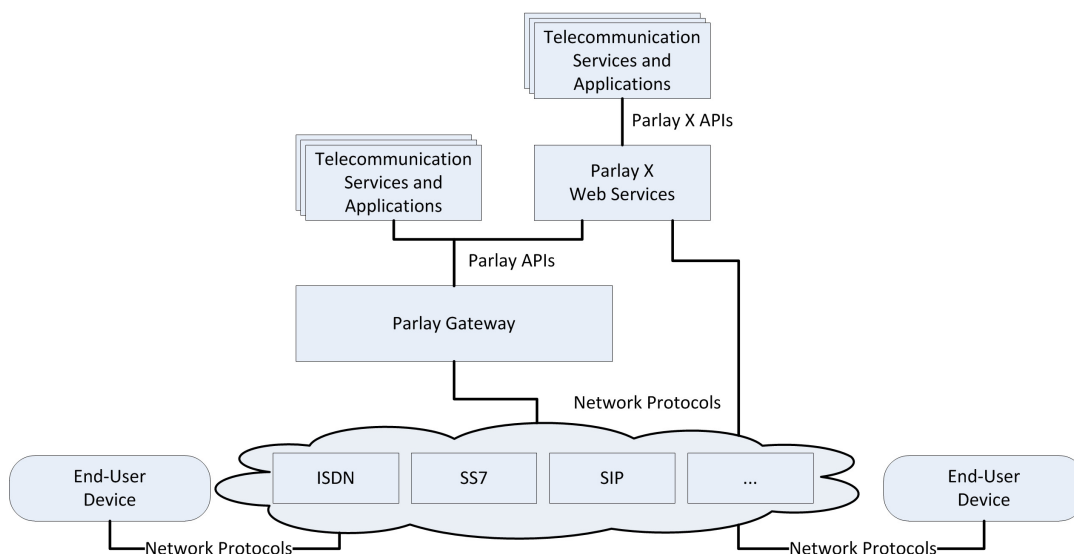 Telecommunication
Services and
Applications
Parlay X APIs
Telecommunication
Services and
Applications
Parlay X
Web Services
Parlay APIs
Parlay Gateway
Network Protocols
End-User
Device
ISDN
SS7
SIP
...
End-User
Device
Network Protocols
Network Protocols